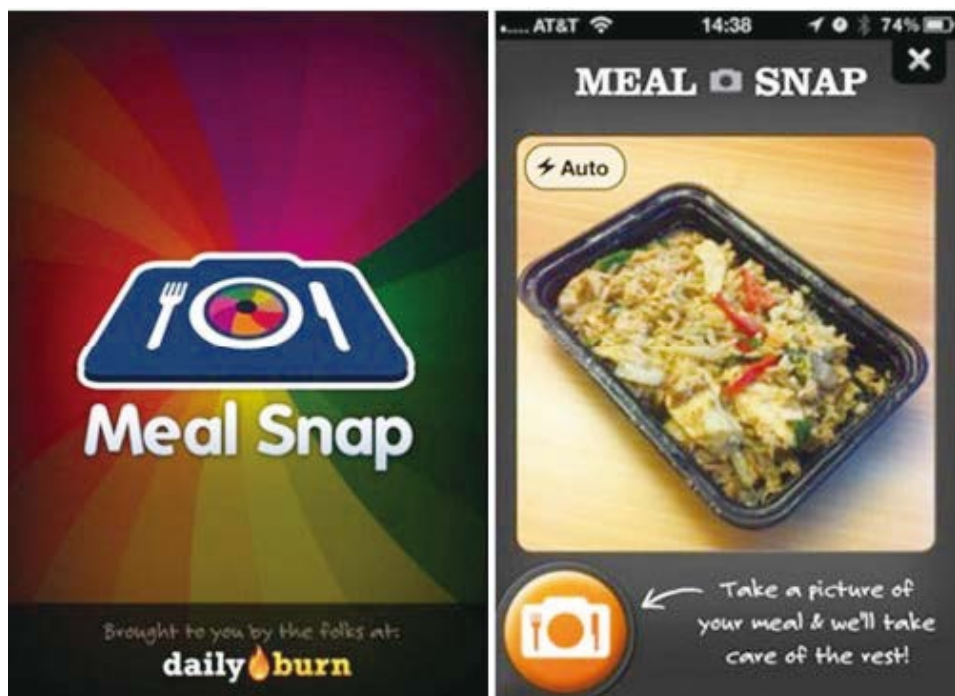 Meal Snap
Brought to you by the folks at:
daily burn
AT&T 14:38 74%
MEAL SNAP
Auto
Take a picture of
your meal & we'll take
care of the rest!